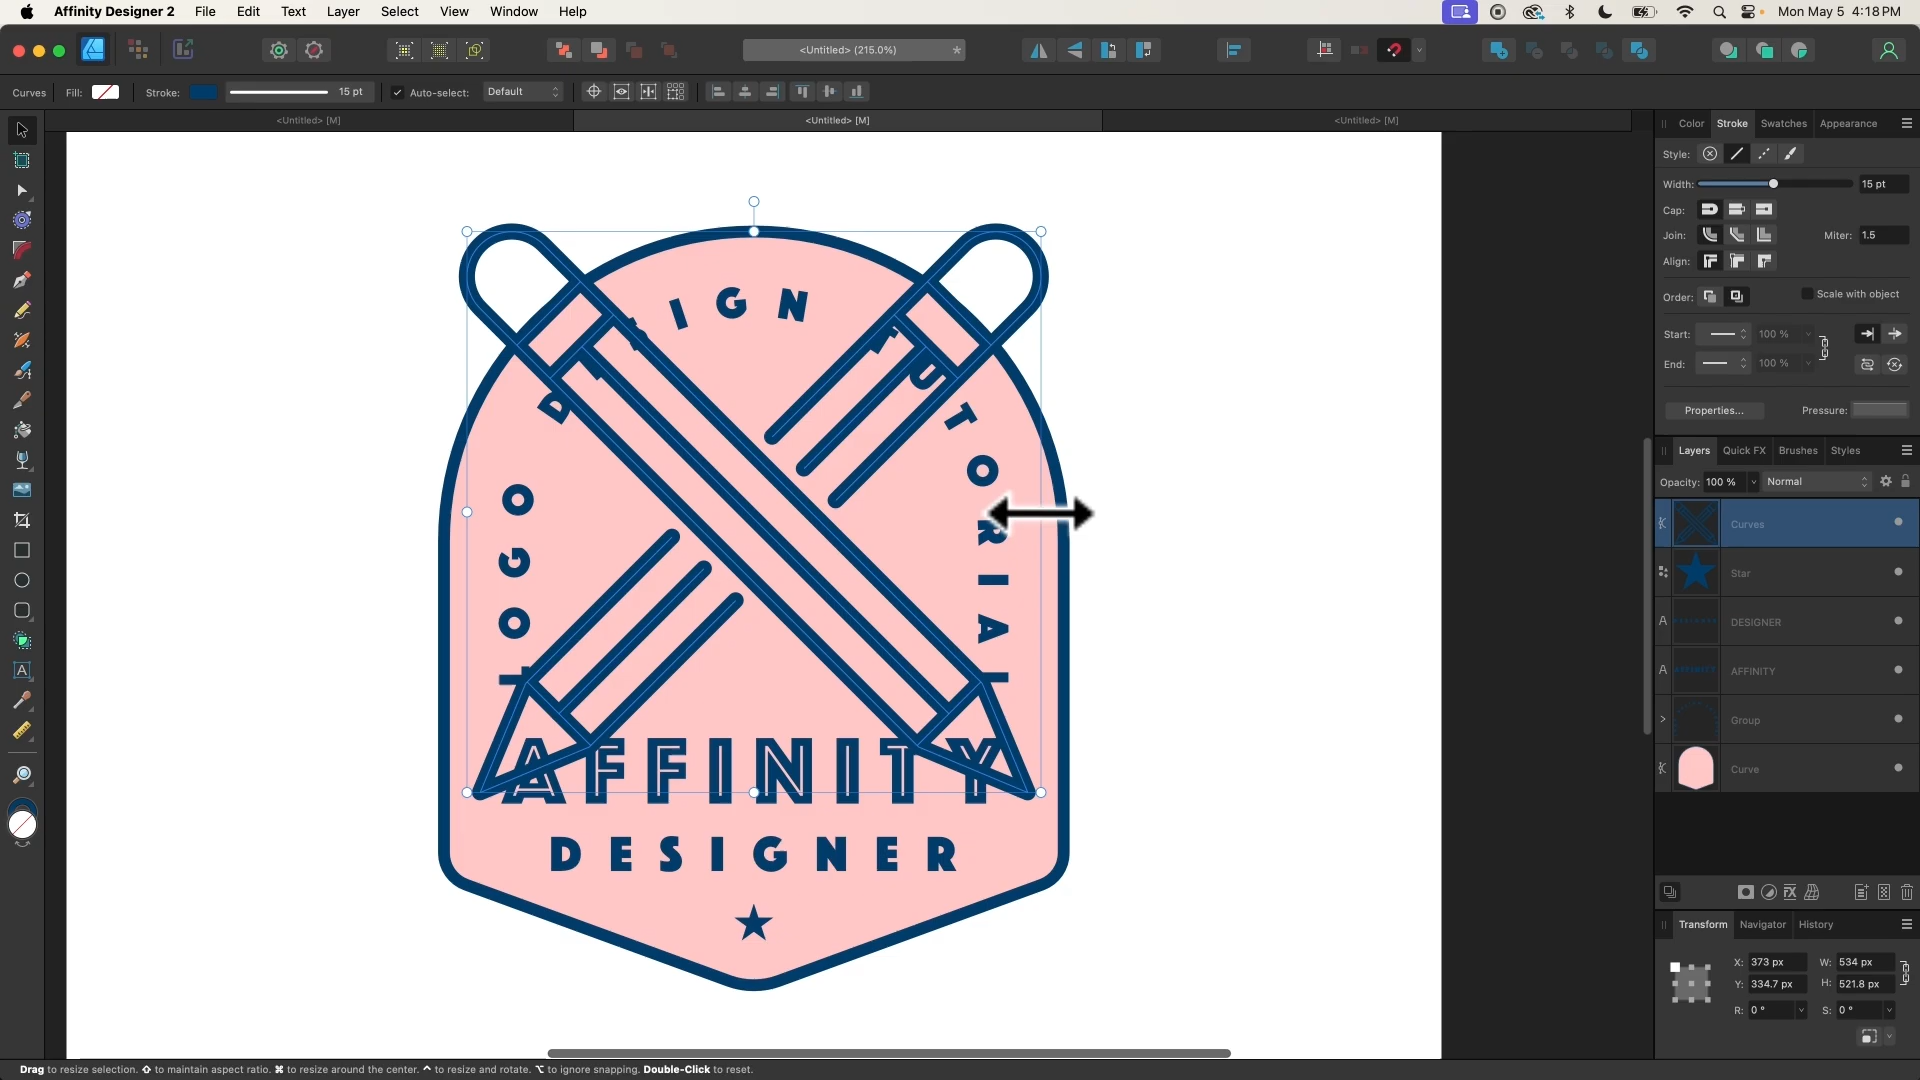 Affinity Designer 2 File Edit Text Layer Select View Window Help Mon May 5 4:18 PM
<Untitled> (215.0%) *
Curves Fill: Stroke: 15 pt Auto-select: Default
<Untitled> [M] <Untitled> [M] <Untitled> [M]
Color Stroke Swatches Appearance
Style:
Width: 15 pt
Cap:
Join: Miter: 1.5
Align:
Order: Scale with object
Start: 100 %
End: 100 %
Properties... Pressure:
Layers Quick FX Brushes Styles
Opacity: 100 % Normal
Curves
Star
A DESIGNER
A AFFINITY
Group
Curve
Transform Navigator History
X: 373 px W: 534 px
Y: 334.7 px H: 521.8 px
R: 0 ° S: 0 °
LOGO DESIGN TUTORIAL
AFFINITY
DESIGNER
A
Drag to resize selection. ⇧ to maintain aspect ratio. ⌘ to resize around the center. ⌃ to resize and rotate. ⌥ to ignore snapping. Double-Click to reset.